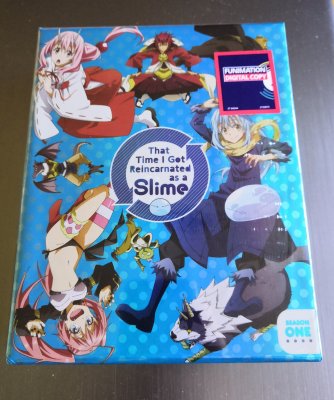 FUNIMATION
DIGITAL COPY
That
Time I Got
Reincarnated
as a
Slime
SEASON
ONE